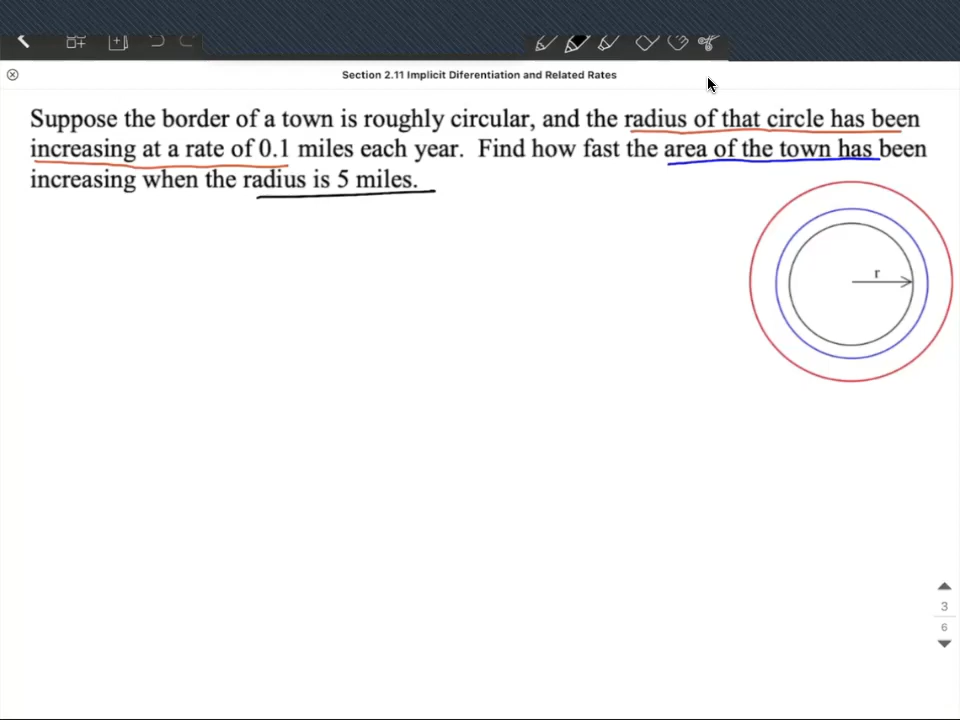 Section 2.11 Implicit Diferentiation and Related Rates
Suppose the border of a town is roughly circular, and the radius of that circle has been
increasing at a rate of 0.1 miles each year. Find how fast the area of the town has been
increasing when the radius is 5 miles.
r
3
6